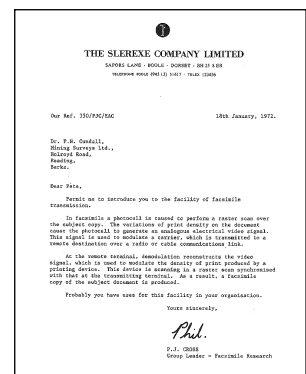 THE SLEREXE COMPANY LIMITED
SAPORS LANE · BOOLE · DORSET · BH 25 8 ER
TELEPHONE BOOLE (945 13) 51617 · TELEX 123456
Our Ref. 350/PJC/EAC
18th January, 1972.
Dr. P.N. Cundall,
Mining Surveys Ltd.,
Holroyd Road,
Reading,
Berks.
Dear Pete,
Permit me to introduce you to the facility of facsimile
transmission.
In facsimile a photocell is caused to perform a raster scan over
the subject copy. The variations of print density on the document
cause the photocell to generate an analogous electrical video signal.
This signal is used to modulate a carrier, which is transmitted to a
remote destination over a radio or cable communications link.
At the remote terminal, demodulation reconstructs the video
signal, which is used to modulate the density of print produced by a
printing device. This device is scanning in a raster scan synchronised
with that at the transmitting terminal. As a result, a facsimile
copy of the subject document is produced.
Probably you have uses for this facility in your organisation.
Yours sincerely,
Phil.
P.J. CROSS
Group Leader - Facsimile Research